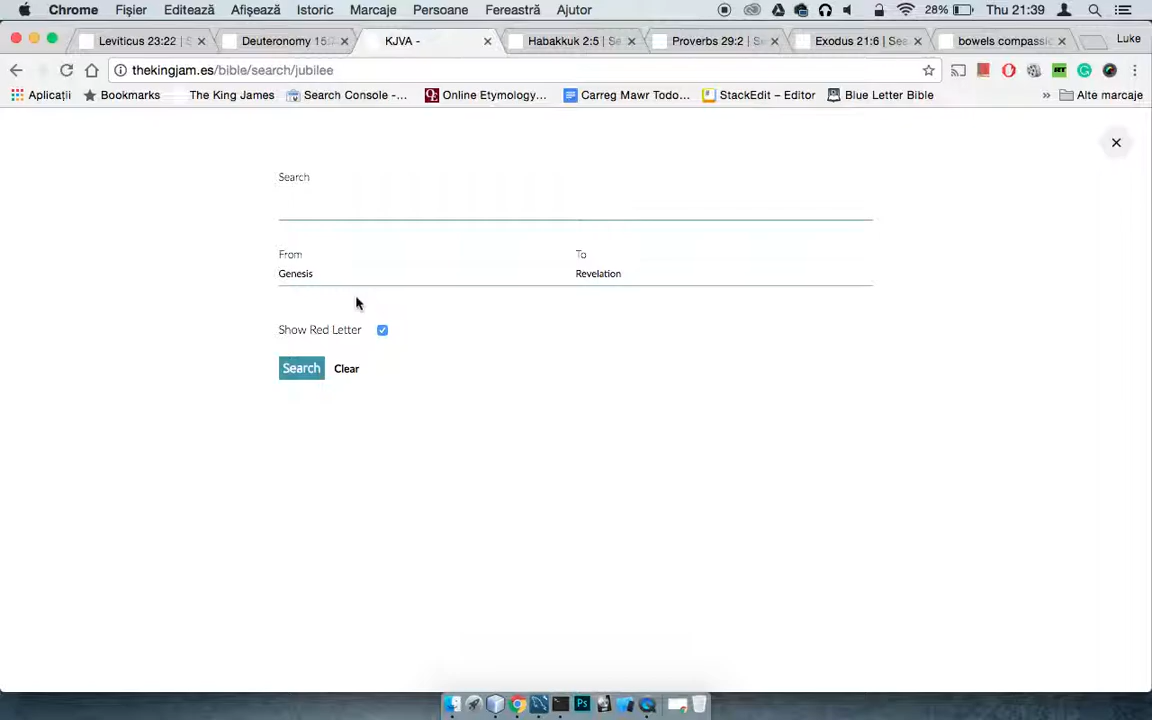 Chrome Fișier Editează Afișează Istoric Marcaje Persoane Fereastră Ajutor 28% Thu 21:39
Leviticus 23:22 | S Deuteronomy 15: KJVA - Habakkuk 2:5 | Se Proverbs 29:2 | Se Exodus 21:6 | Sea bowels compassi Luke
thekingjam.es/bible/search/jubilee
Aplicații Bookmarks The King James Search Console -... Online Etymology... Carreg Mawr Todo... StackEdit – Editor Blue Letter Bible » Alte marcaje
Search
From To
Genesis Revelation
Show Red Letter
Search Clear